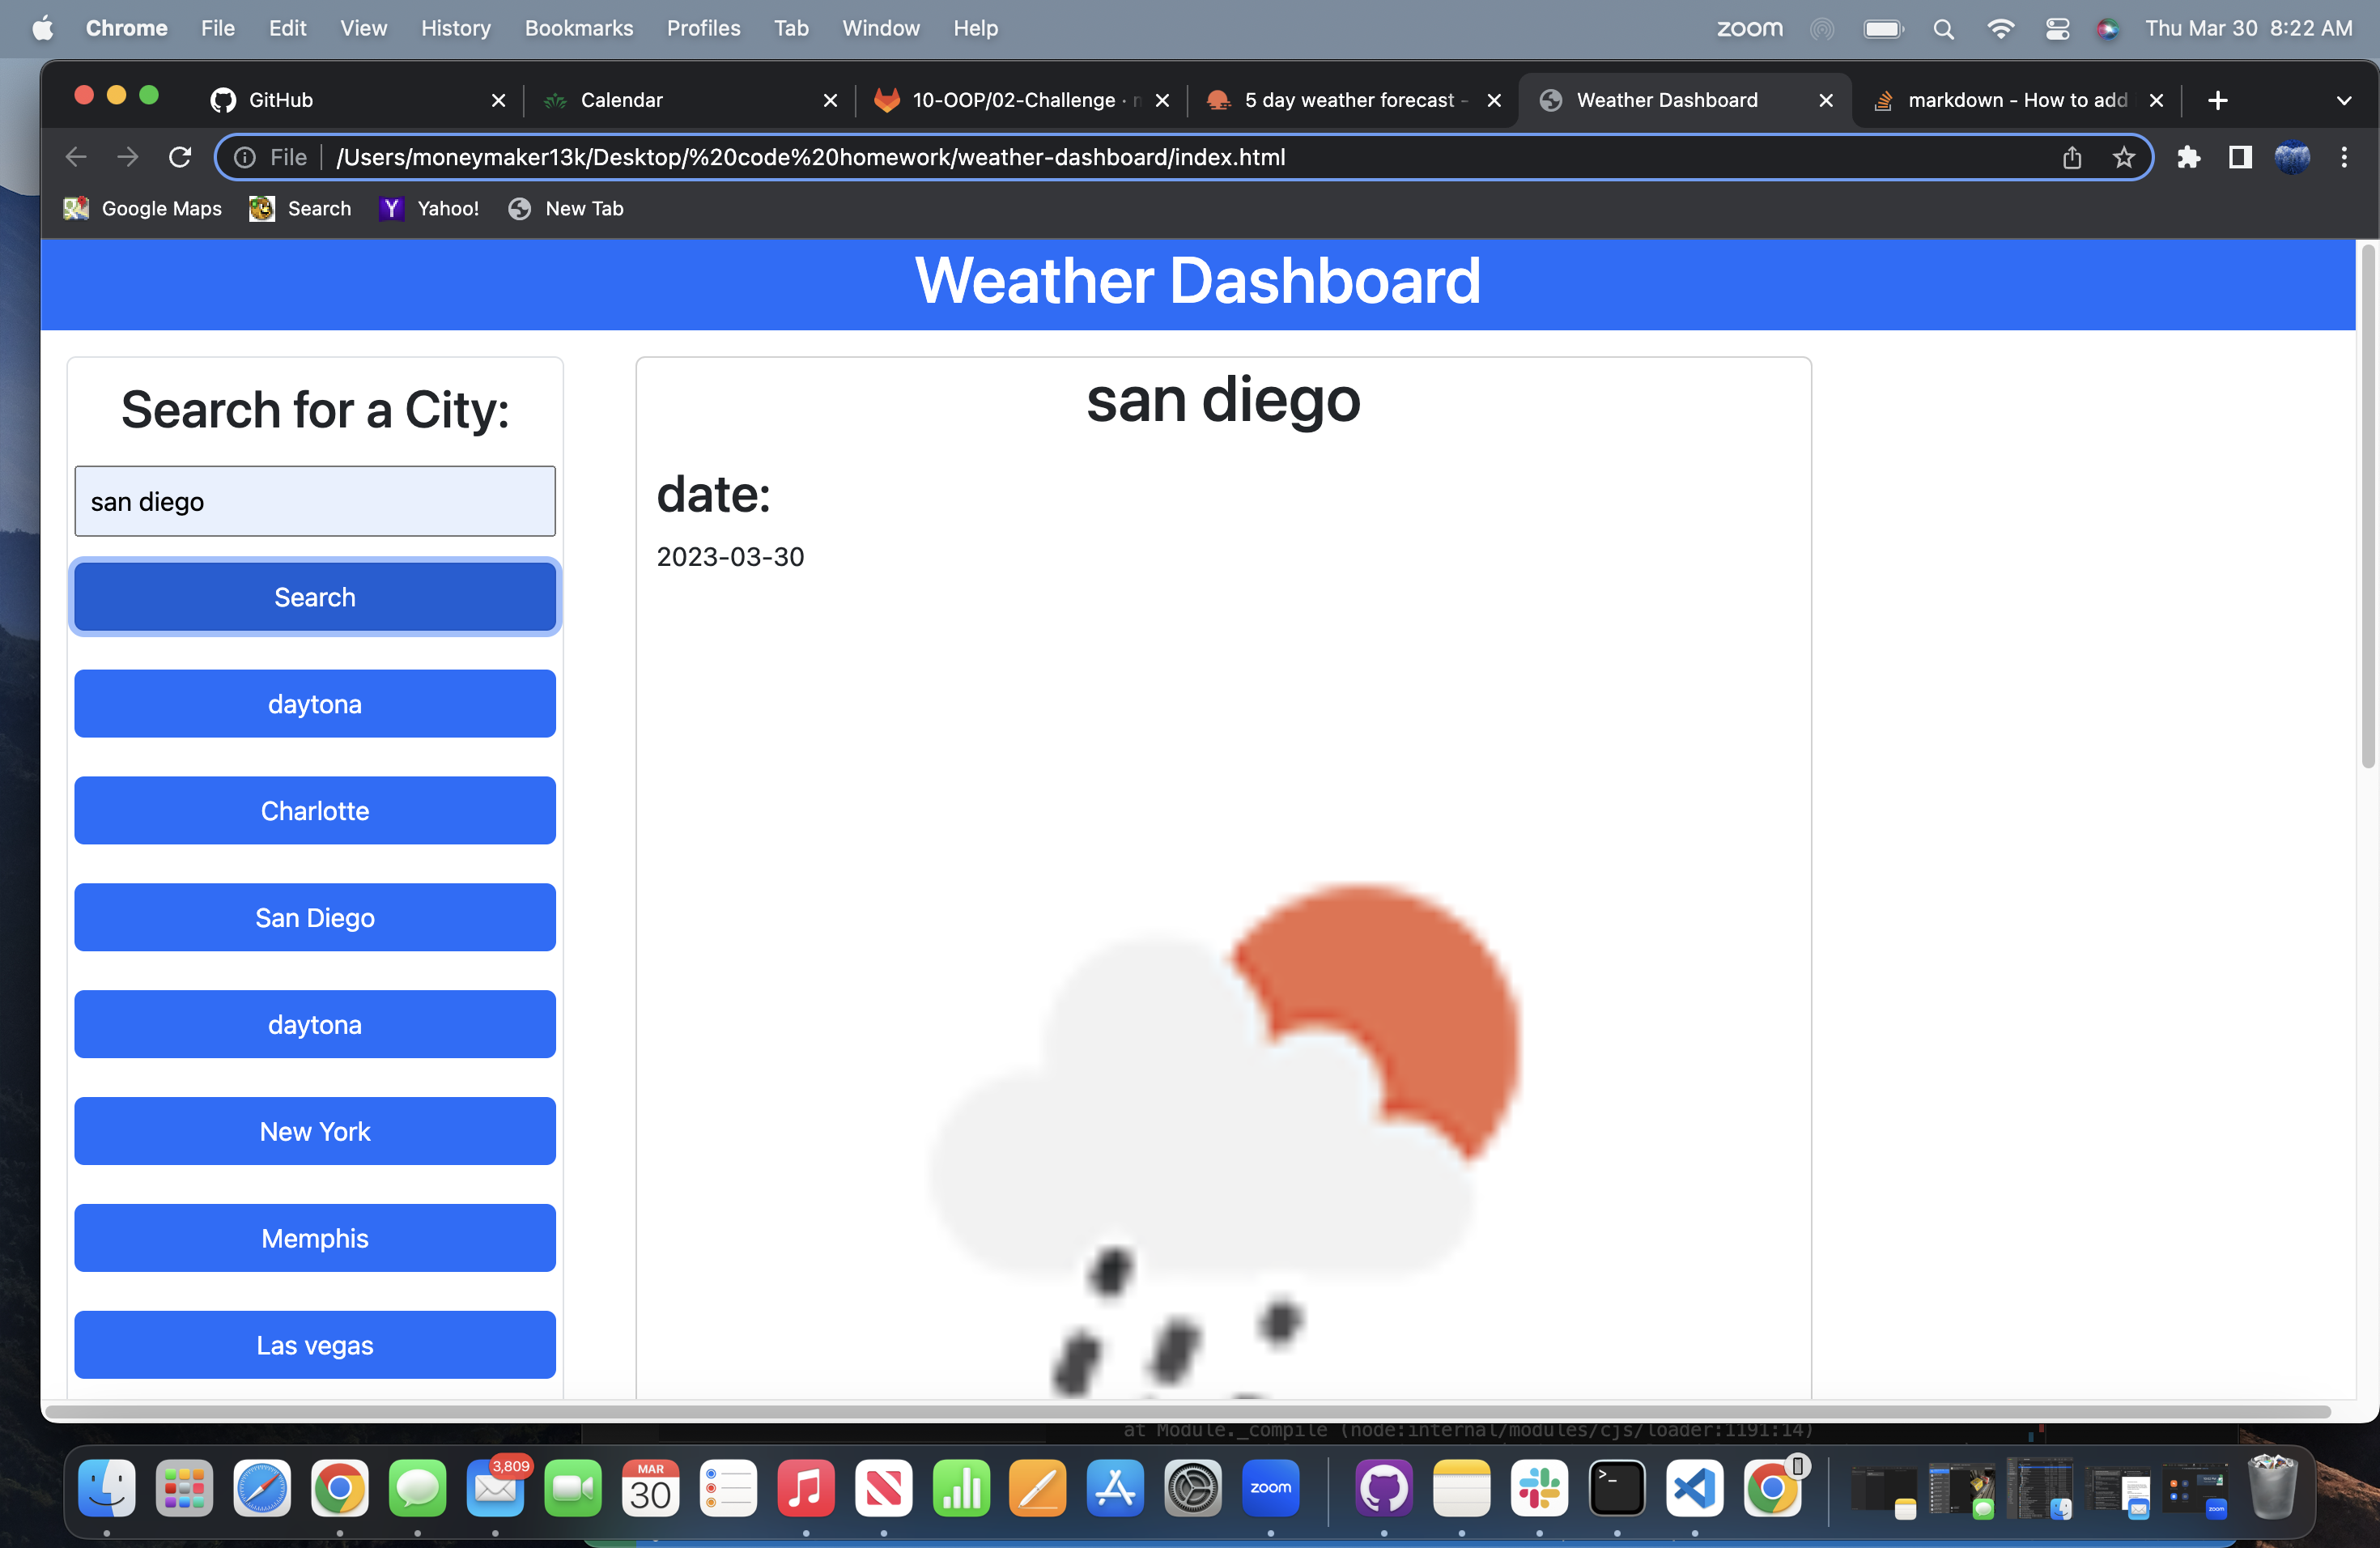 Chrome File Edit View History Bookmarks Profiles Tab Window Help zoom Thu Mar 30 8:22 AM
GitHub Calendar 10-OOP/02-Challenge · 5 day weather forecast - Weather Dashboard markdown - How to add
File /Users/moneymaker13k/Desktop/%20code%20homework/weather-dashboard/index.html
Google Maps Search Yahoo! New Tab
Weather Dashboard
Search for a City:
san diego
Search
daytona
Charlotte
San Diego
daytona
New York
Memphis
Las vegas
san diego
date:
2023-03-30
at Module._compile (node:internal/modules/cjs/loader:1191:14)
3,809
MAR
30
zoom